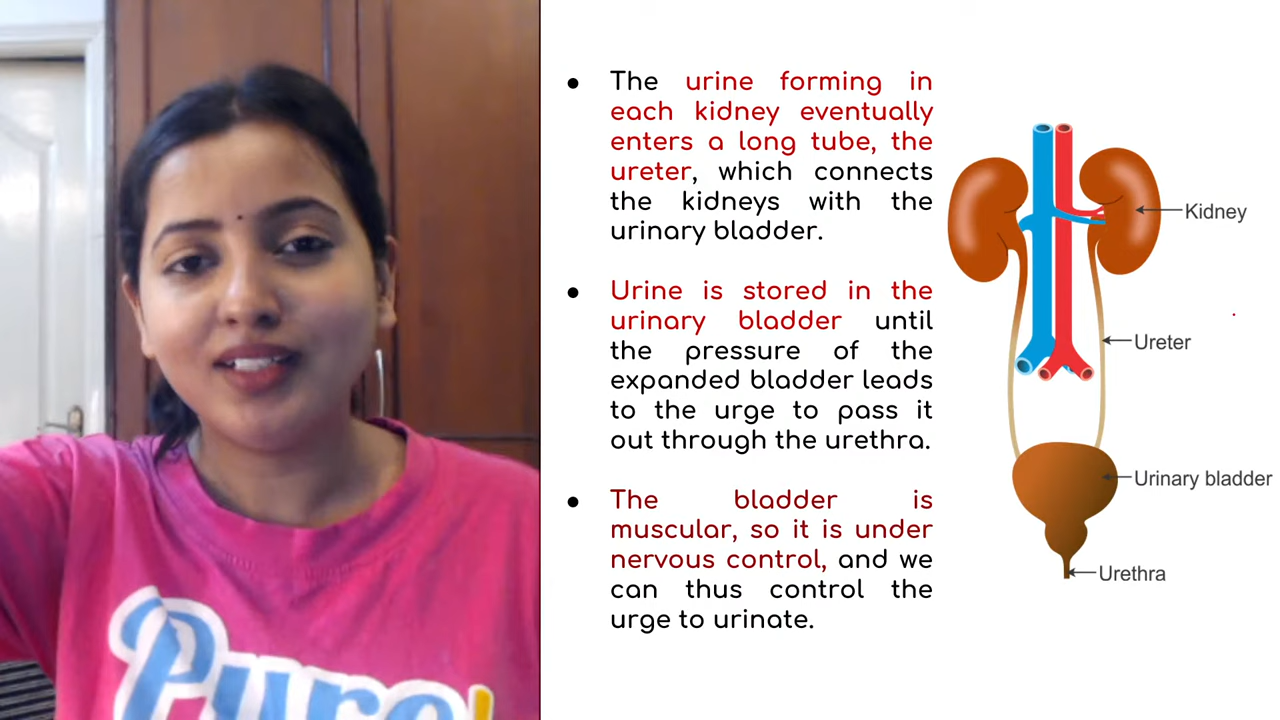 ● The urine forming in
each kidney eventually
enters a long tube, the
ureter, which connects
the kidneys with the
urinary bladder.
● Urine is stored in the
urinary bladder until
the pressure of the
expanded bladder leads
to the urge to pass it
out through the urethra.
● The bladder is
muscular, so it is under
nervous control, and we
can thus control the
urge to urinate.
Kidney
Ureter
Urinary bladder
Urethra
Pure!